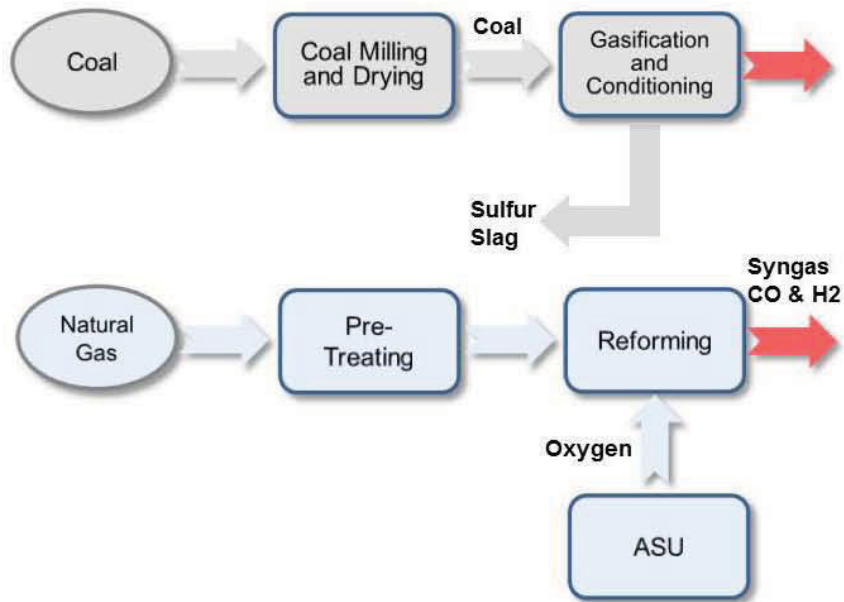 Coal
Coal Milling
and Drying
Coal
Gasification
and
Conditioning
Sulfur
Slag
Syngas
CO & H2
Natural
Gas
Pre-
Treating
Reforming
Oxygen
ASU